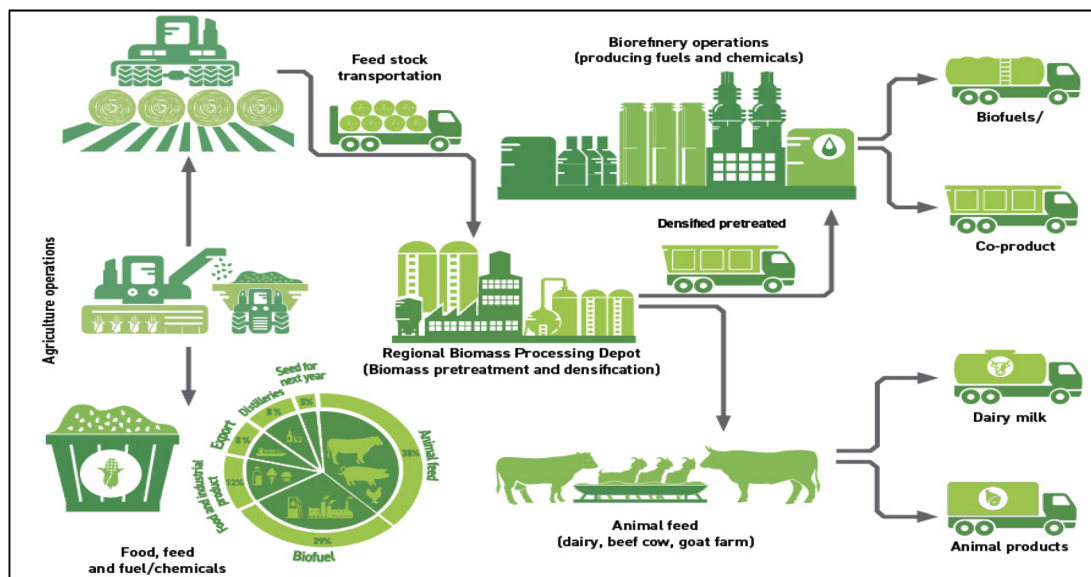 Feed stock
transportation
Biorefinery operations
(producing fuels and chemicals)
Biofuels/
Densified pretreated
Co-product
Agriculture operations
Regional Biomass Processing Depot
(Biomass pretreatment and densification)
Seed for
next year
Distilleries
Export
Food and industrial
product
Biofuel
Animal feed
8%
8%
12%
29%
38%
Food, feed
and fuel/chemicals
Animal feed
(dairy, beef cow, goat farm)
Dairy milk
Animal products